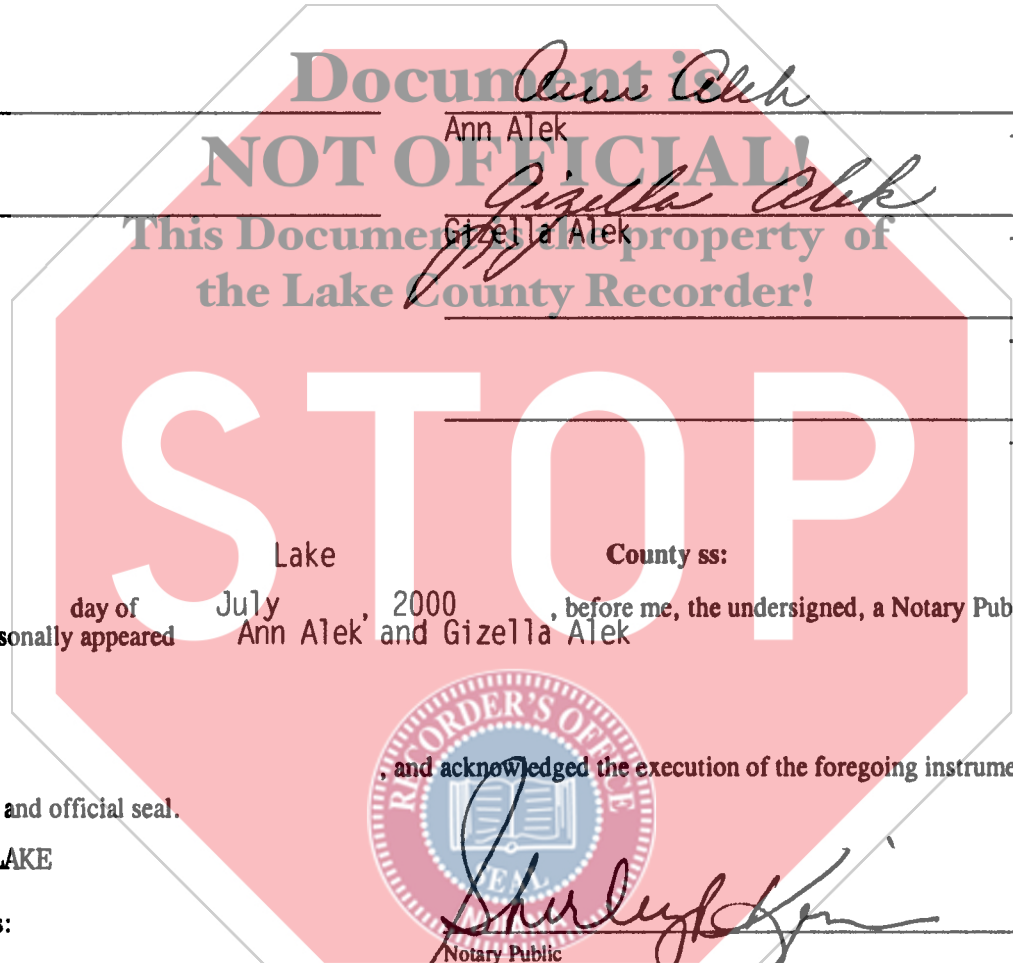 Document is
Ann Alek
Ann Alek
NOT OFFICIAL!
Gizella Alek
Gizella Alek
This Document is the property of
the Lake County Recorder!
STOP
Lake County ss:
day of July, 2000, before me, the undersigned, a Notary Pub
sonally appeared Ann Alek and Gizella Alek
RECORDER'S OFFICE
SEAL
, and acknowledged the execution of the foregoing instrume
and official seal.
LAKE
s:
Shirley
Notary Public